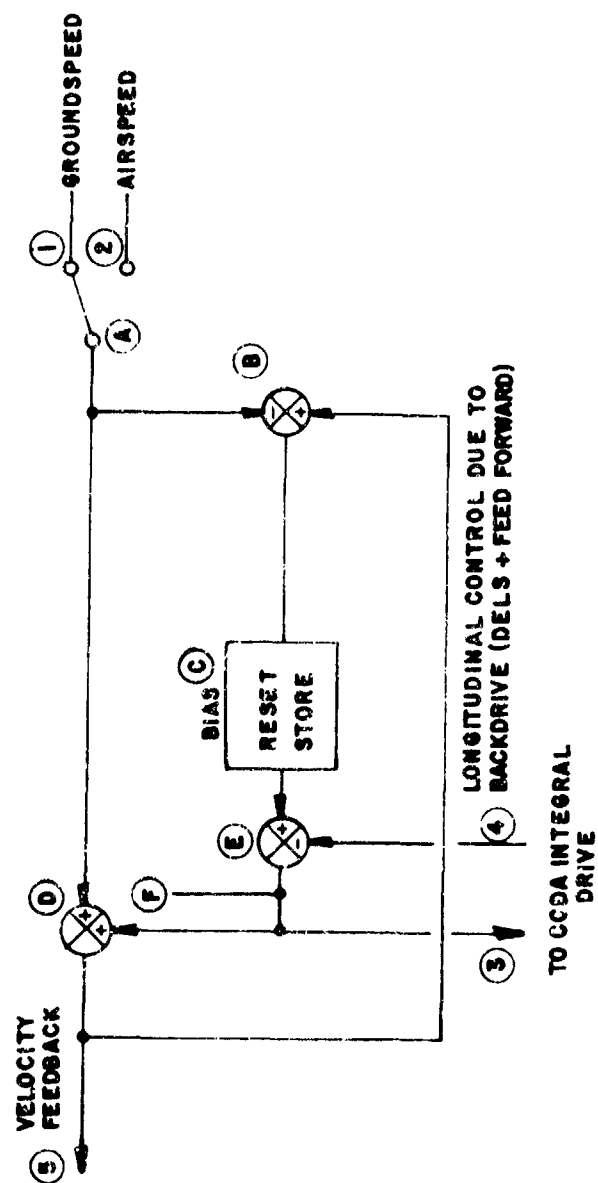 1
GROUNDSPEED
2
AIRSPEED
A
B
-
+
BIAS
C
RESET
STORE
LONGITUDINAL CONTROL DUE TO
BACKDRIVE (DELS + FEED FORWARD)
4
E
+
-
F
D
+
+
3
TO CCDA INTEGRAL
DRIVE
VELOCITY
FEEDBACK
5